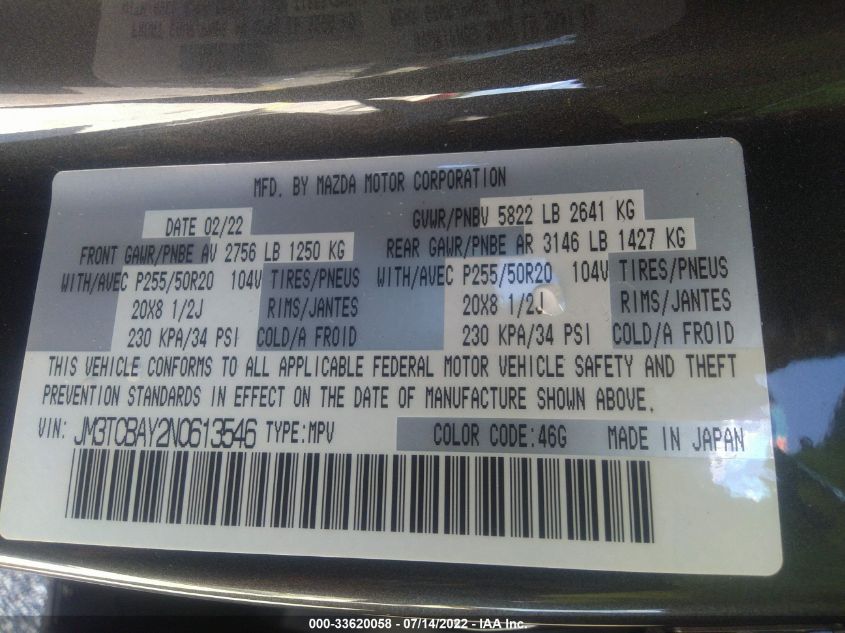 MFD. BY MAZDA MOTOR CORPORATION
DATE 02/22
GVWR/PNBV 5822 LB 2641 KG
FRONT GAWR/PNBE AV 2756 LB 1250 KG
REAR GAWR/PNBE AR 3146 LB 1427 KG
WITH/AVEC P255/50R20 104V TIRES/PNEUS
WITH/AVEC P255/50R20 104V TIRES/PNEUS
20X8 1/2J RIMS/JANTES
20X8 1/2J RIMS/JANTES
230 KPA/34 PSI COLD/A FROID
230 KPA/34 PSI COLD/A FROID
THIS VEHICLE CONFORMS TO ALL APPLICABLE FEDERAL MOTOR VEHICLE SAFETY AND THEFT
PREVENTION STANDARDS IN EFFECT ON THE DATE OF MANUFACTURE SHOWN ABOVE.
VIN: JM3TCBAY2N0613546 TYPE:MPV COLOR CODE:46G MADE IN JAPAN
000-33620058 - 07/14/2022 - IAA Inc.